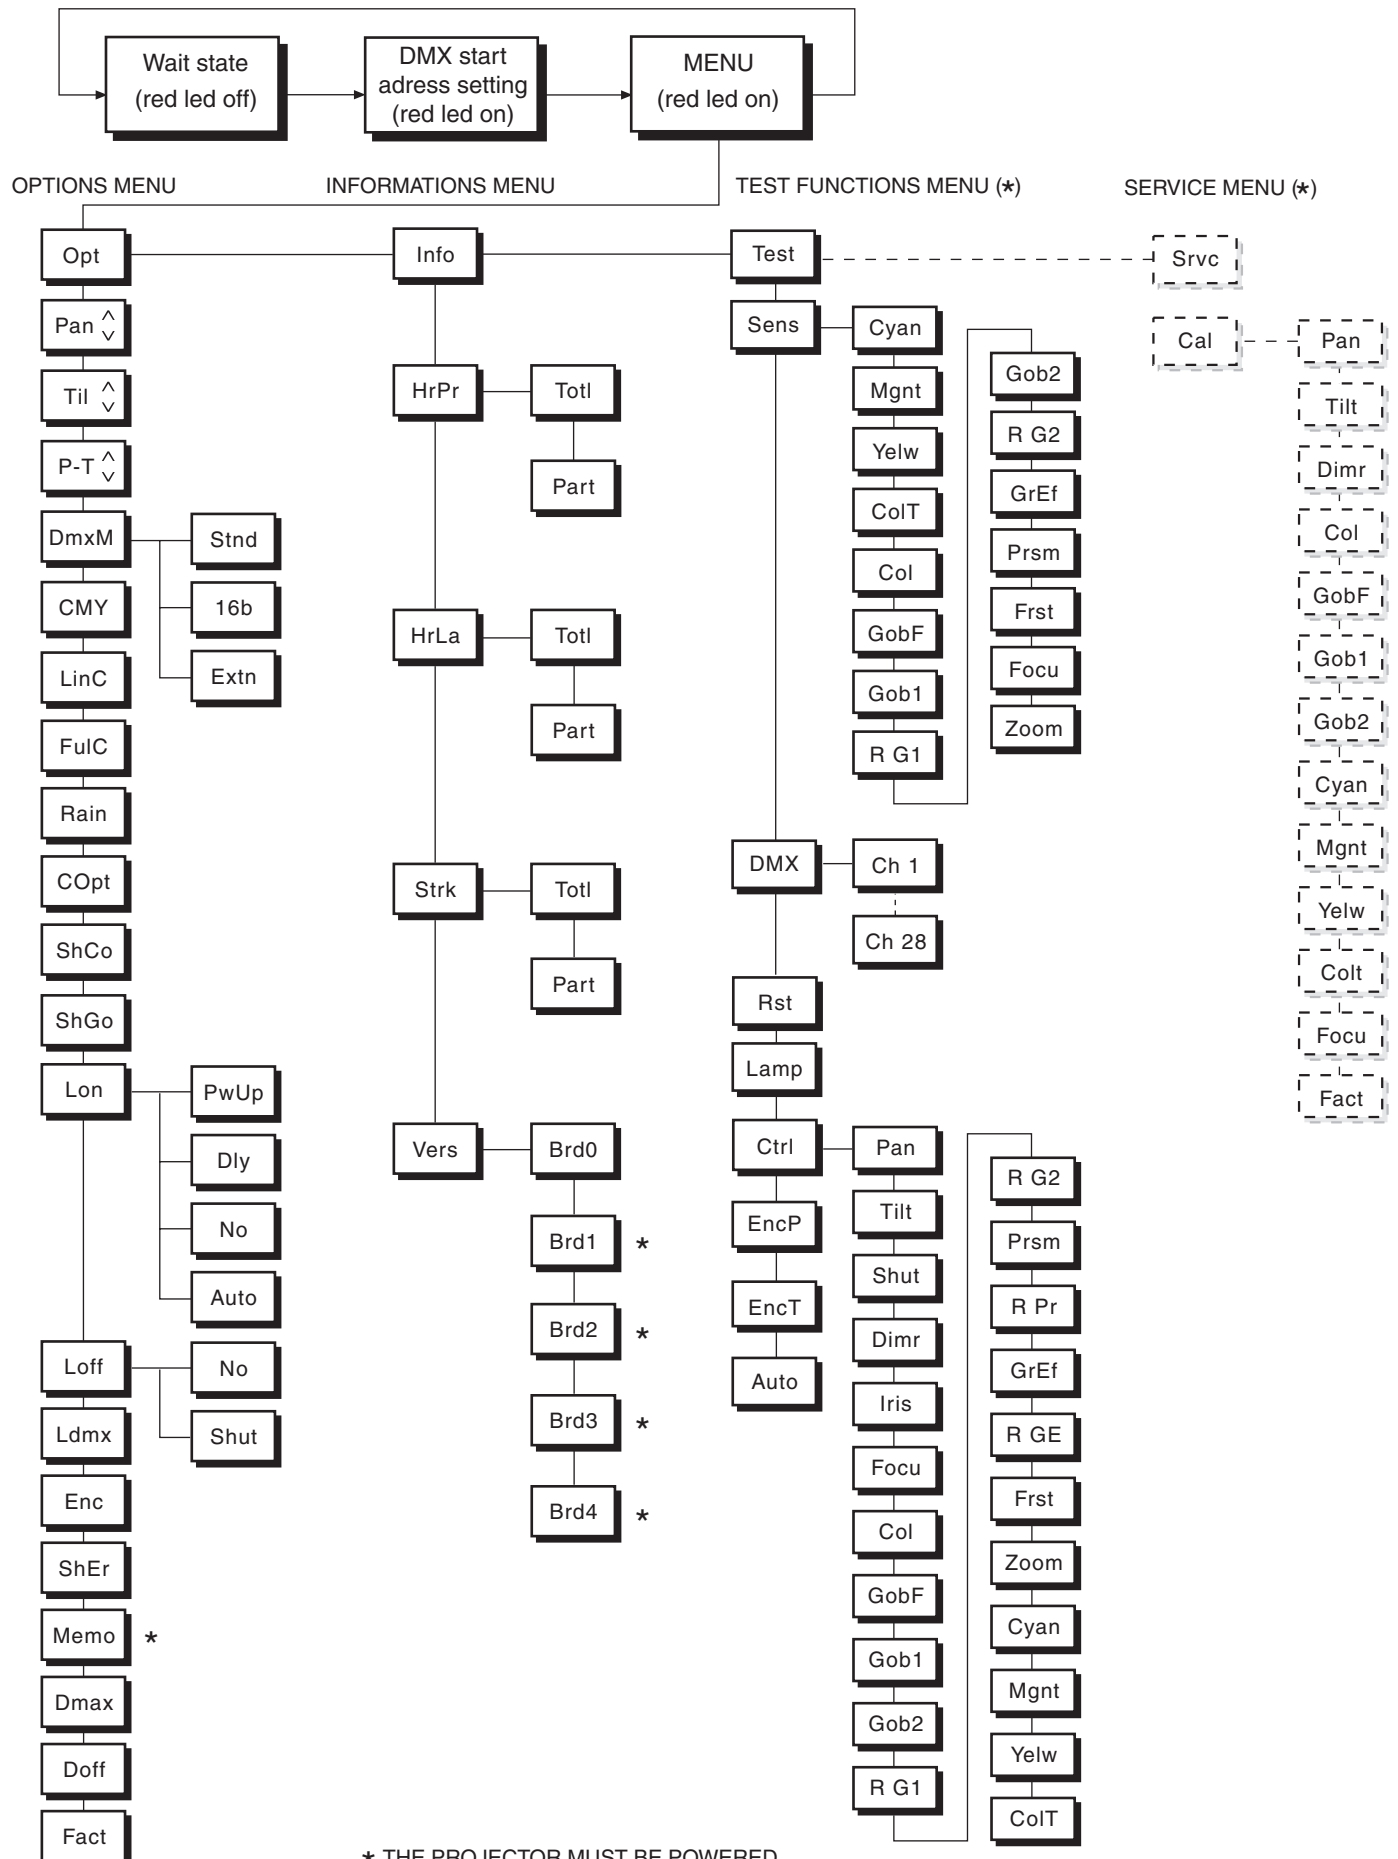 Wait state
(red led off)
DMX start
adress setting
(red led on)
MENU
(red led on)
OPTIONS MENU
INFORMATIONS MENU
TEST FUNCTIONS MENU (*)
SERVICE MENU (*)
Opt
Pan
Til
P-T
DmxM
Stnd
16b
Extn
CMY
LinC
FulC
Rain
COpt
ShCo
ShGo
Lon
PwUp
Dly
No
Auto
Loff
No
Shut
Ldmx
Enc
ShEr
Memo *
Dmax
Doff
Fact
Info
HrPr
Totl
Part
HrLa
Totl
Part
Strk
Totl
Part
Vers
Brd0
Brd1 *
Brd2 *
Brd3 *
Brd4 *
Test
Sens
Cyan
Mgnt
Yelw
ColT
Col
GobF
Gob1
R G1
Gob2
R G2
GrEf
Prsm
Frst
Focu
Zoom
DMX
Ch 1
Ch 28
Rst
Lamp
Ctrl
Pan
Tilt
Shut
Dimr
Iris
Focu
Col
GobF
Gob1
Gob2
R G1
R G2
Prsm
R Pr
GrEf
R GE
Frst
Zoom
Cyan
Mgnt
Yelw
ColT
EncP
EncT
Auto
Srvc
Cal
Pan
Tilt
Dimr
Col
GobF
Gob1
Gob2
Cyan
Mgnt
Yelw
Colt
Focu
Fact
* THE PROJECTOR MUST BE POWERED